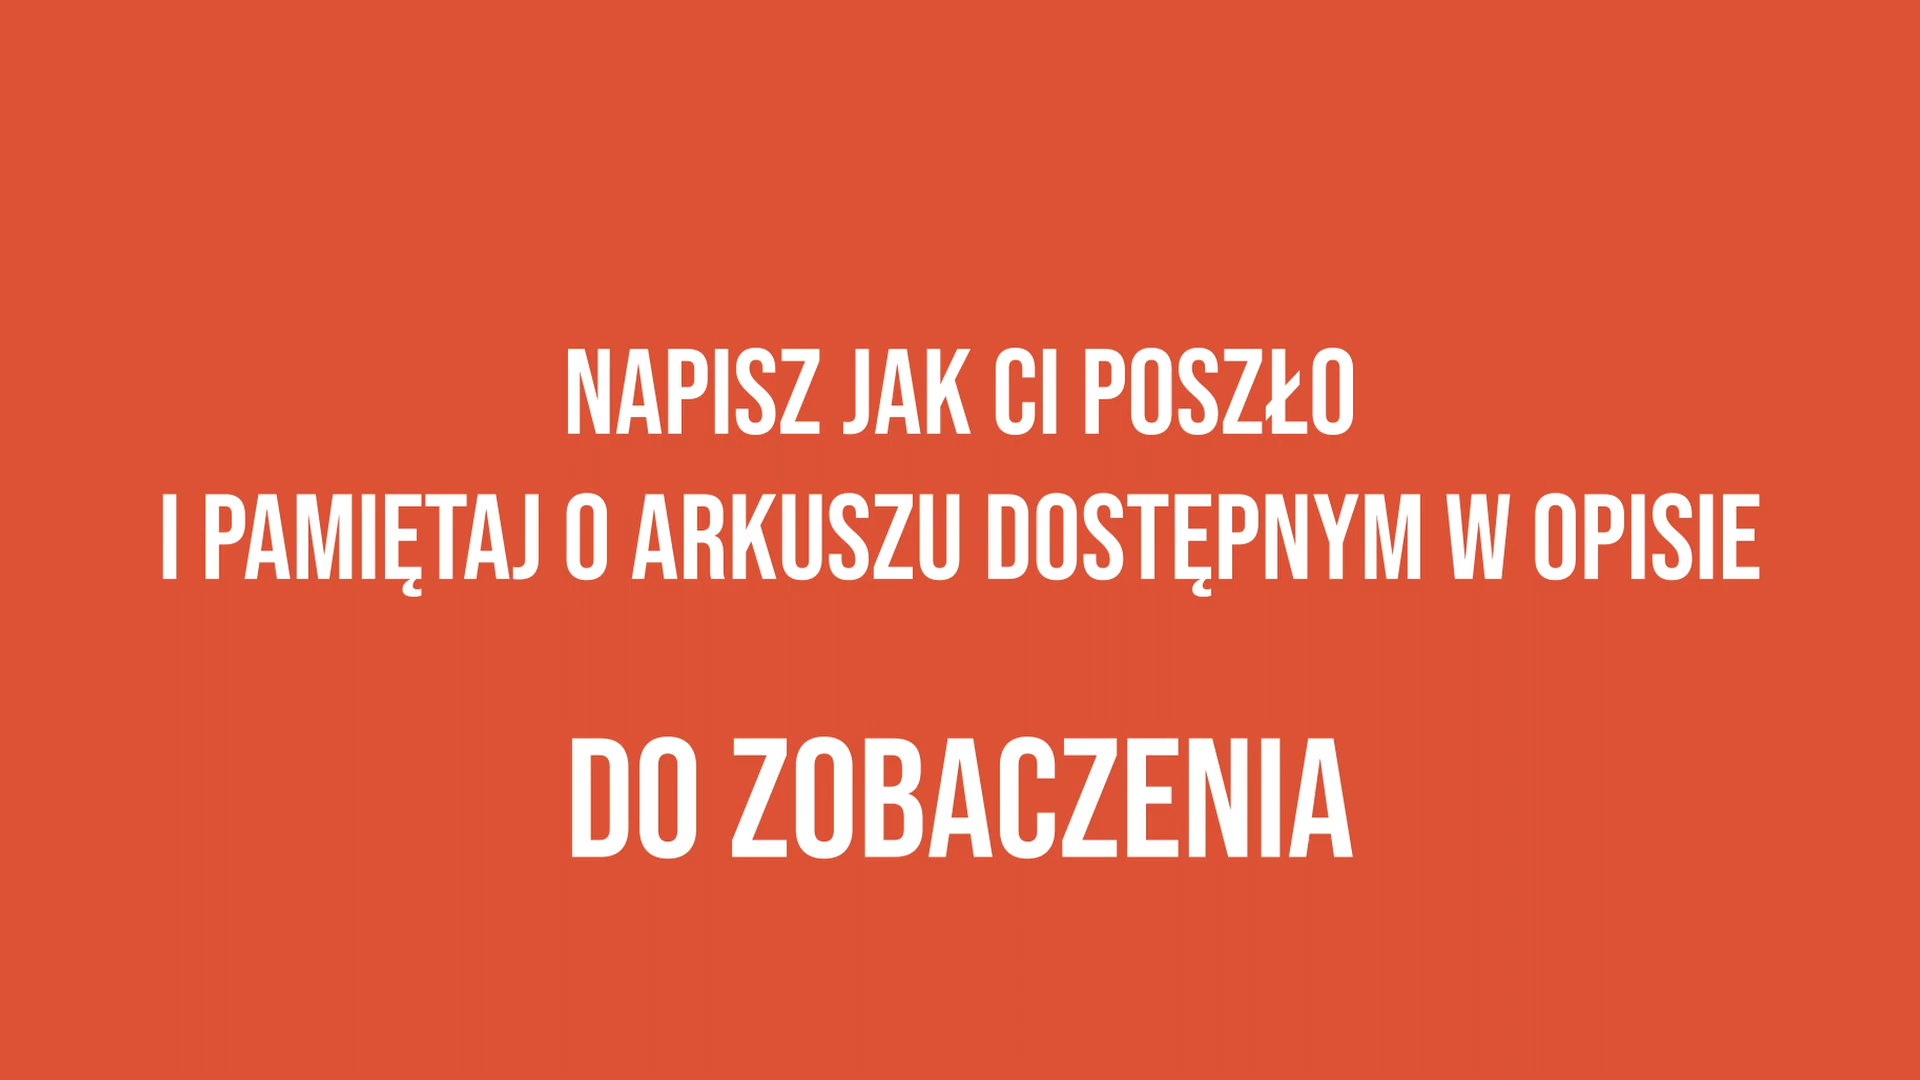 NAPISZ JAK CI POSZŁO
I PAMIĘTAJ O ARKUSZU DOSTĘPNYM W OPISIE
DO ZOBACZENIA